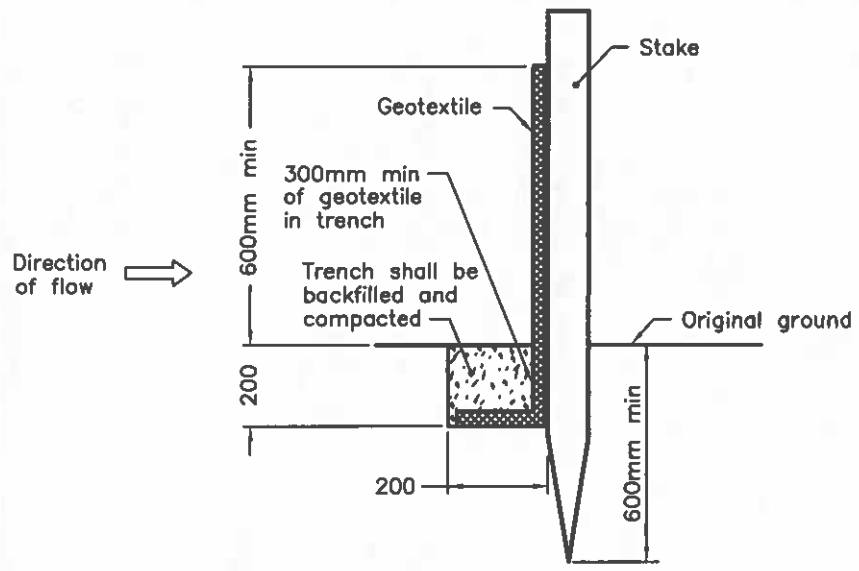 Stake
Geotextile
600mm min
300mm min
of geotextile
in trench
Direction
of flow
Trench shall be
backfilled and
compacted
Original ground
200
200
600mm min